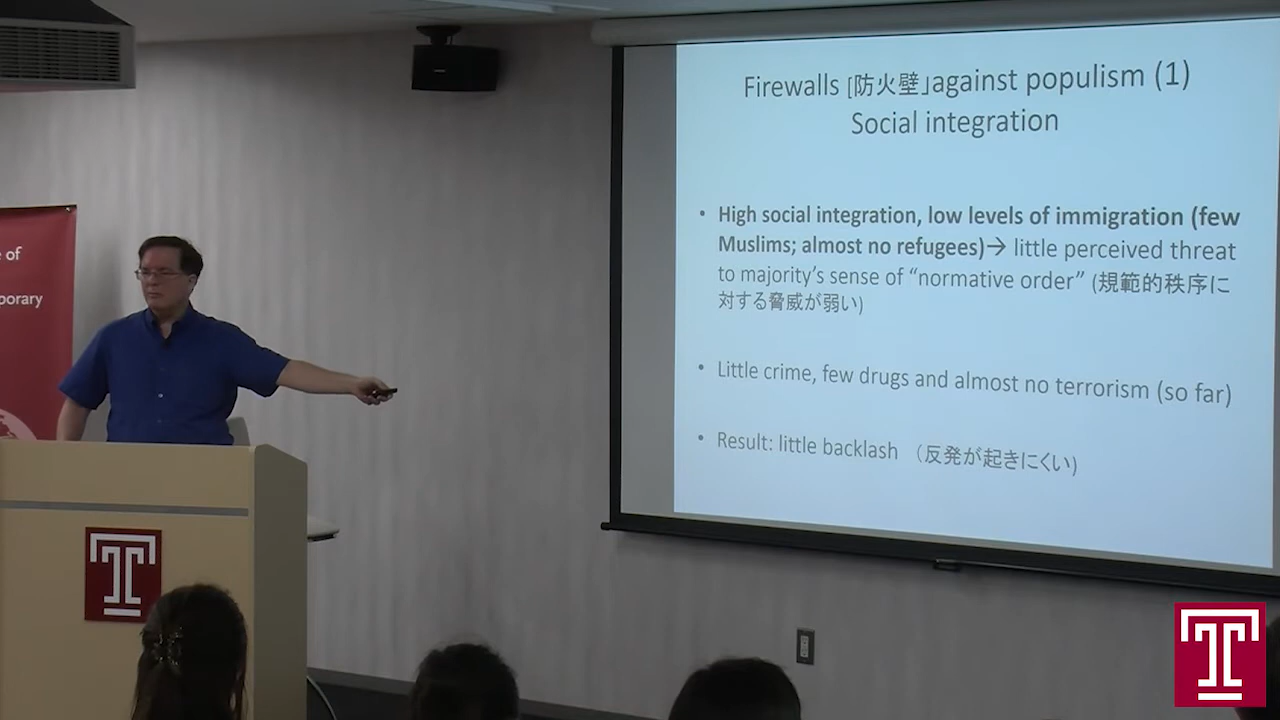 Firewalls [防火壁」against populism (1)
Social integration
• High social integration, low levels of immigration (few
Muslims; almost no refugees)→ little perceived threat
to majority's sense of “normative order” (規範的秩序に
対する脅威が弱い)
• Little crime, few drugs and almost no terrorism (so far)
• Result: little backlash （反発が起きにくい)
e of
porary
T
T